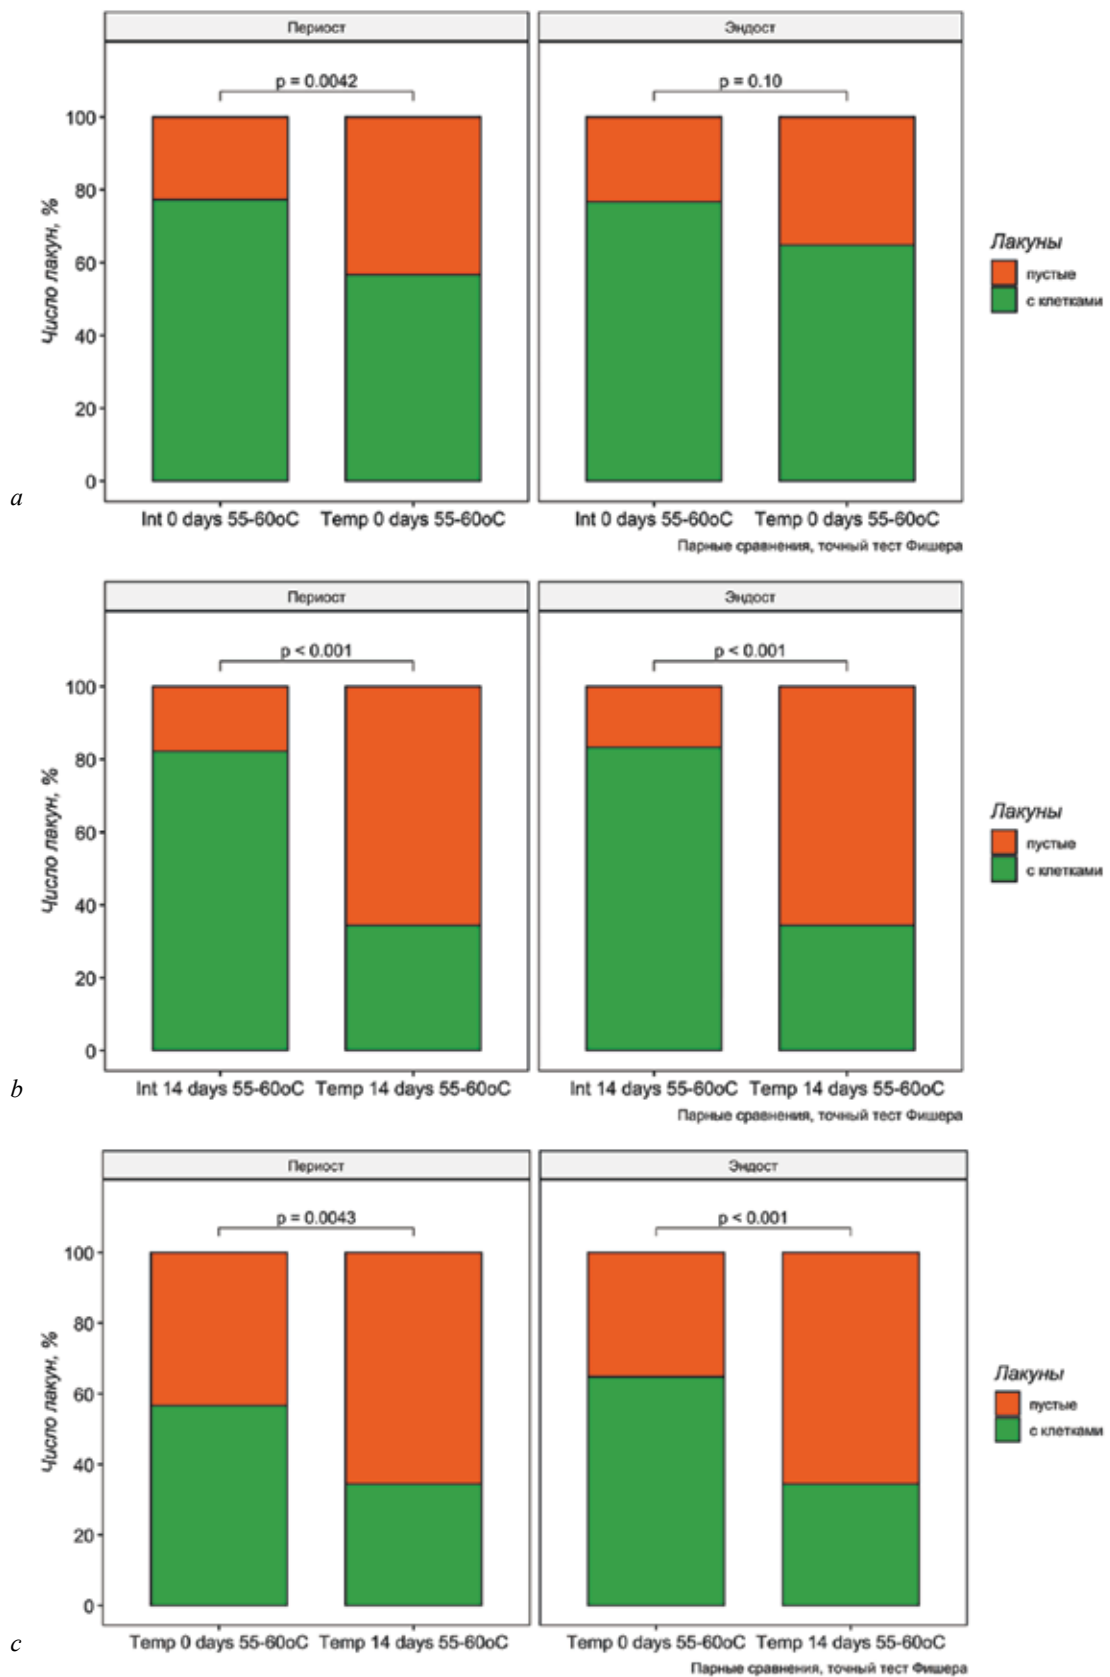 Периост Эндост
p = 0.0042 p = 0.10
100
80
60
40
20
0
Число лакун, %
Лакуны
пустые
с клетками
a
Int 0 days 55-60oC Temp 0 days 55-60oC Int 0 days 55-60oC Temp 0 days 55-60oC
Парные сравнения, точный тест Фишера
Периост Эндост
p < 0.001 p < 0.001
100
80
60
40
20
0
Число лакун, %
Лакуны
пустые
с клетками
b
Int 14 days 55-60oC Temp 14 days 55-60oC Int 14 days 55-60oC Temp 14 days 55-60oC
Парные сравнения, точный тест Фишера
Периост Эндост
p = 0.0043 p < 0.001
100
80
60
40
20
0
Число лакун, %
Лакуны
пустые
с клетками
c
Temp 0 days 55-60oC Temp 14 days 55-60oC Temp 0 days 55-60oC Temp 14 days 55-60oC
Парные сравнения, точный тест Фишера